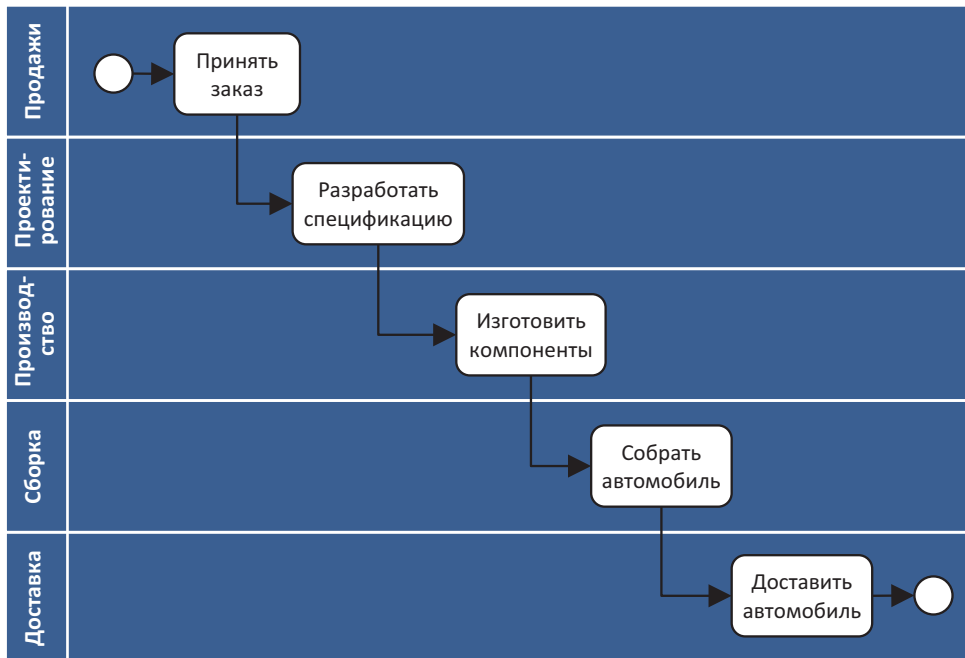 Продажи
Принять
заказ
Проекти-
рование
Разработать
спецификацию
Производ-
ство
Изготовить
компоненты
Сборка
Собрать
автомобиль
Доставка
Доставить
автомобиль